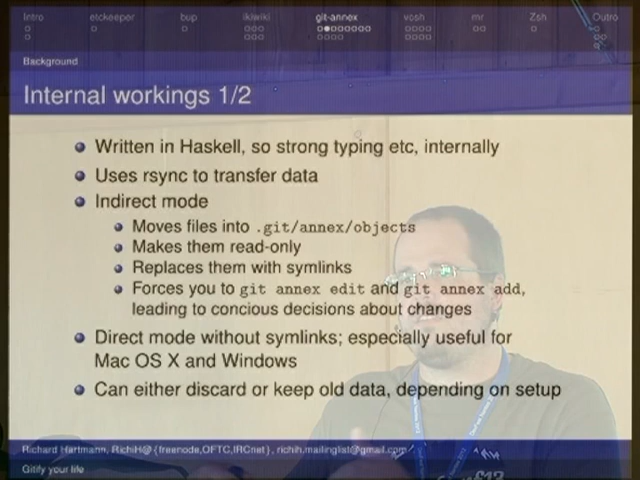 Intro etckeeper bup ikiwiki git-annex vcsh mr Zsh Outro
Background
Internal workings 1/2
Written in Haskell, so strong typing etc, internally
Uses rsync to transfer data
Indirect mode
Moves files into .git/annex/objects
Makes them read-only
Replaces them with symlinks
Forces you to git annex edit and git annex add,
leading to concious decisions about changes
Direct mode without symlinks; especially useful for
Mac OS X and Windows
Can either discard or keep old data, depending on setup
Richard Hartmann, RichiH@{freenode,OFTC,IRCnet}, richih.mailinglist@gmail.com
Gitify your life